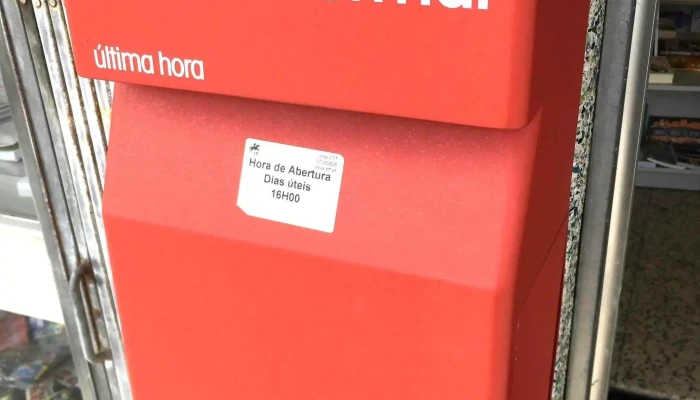 última hora
Hora de Abertura
Dias úteis
16H00